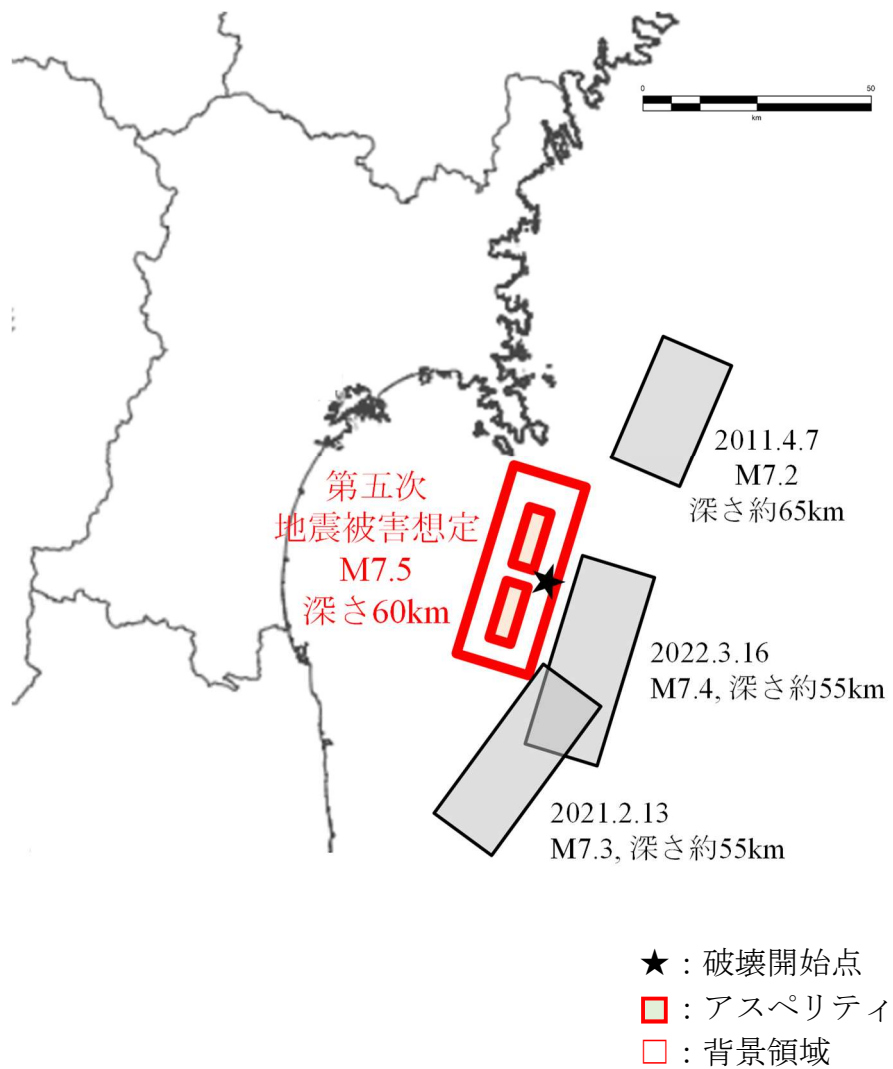 0 50
km
2011.4.7
M7.2
深さ約65km
第五次
地震被害想定
M7.5
深さ60km
2022.3.16
M7.4, 深さ約55km
2021.2.13
M7.3, 深さ約55km
★：破壊開始点
：アスペリティ
：背景領域